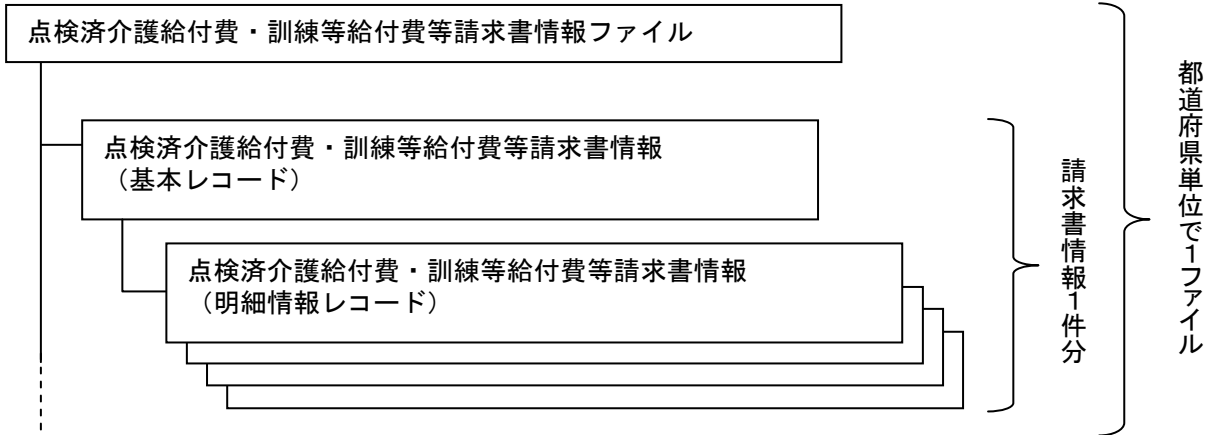 点検済介護給付費・訓練等給付費等請求書情報ファイル
点検済介護給付費・訓練等給付費等請求書情報
（基本レコード）
点検済介護給付費・訓練等給付費等請求書情報
（明細情報レコード）
請求書情報１件分
都道府県単位で１ファイル